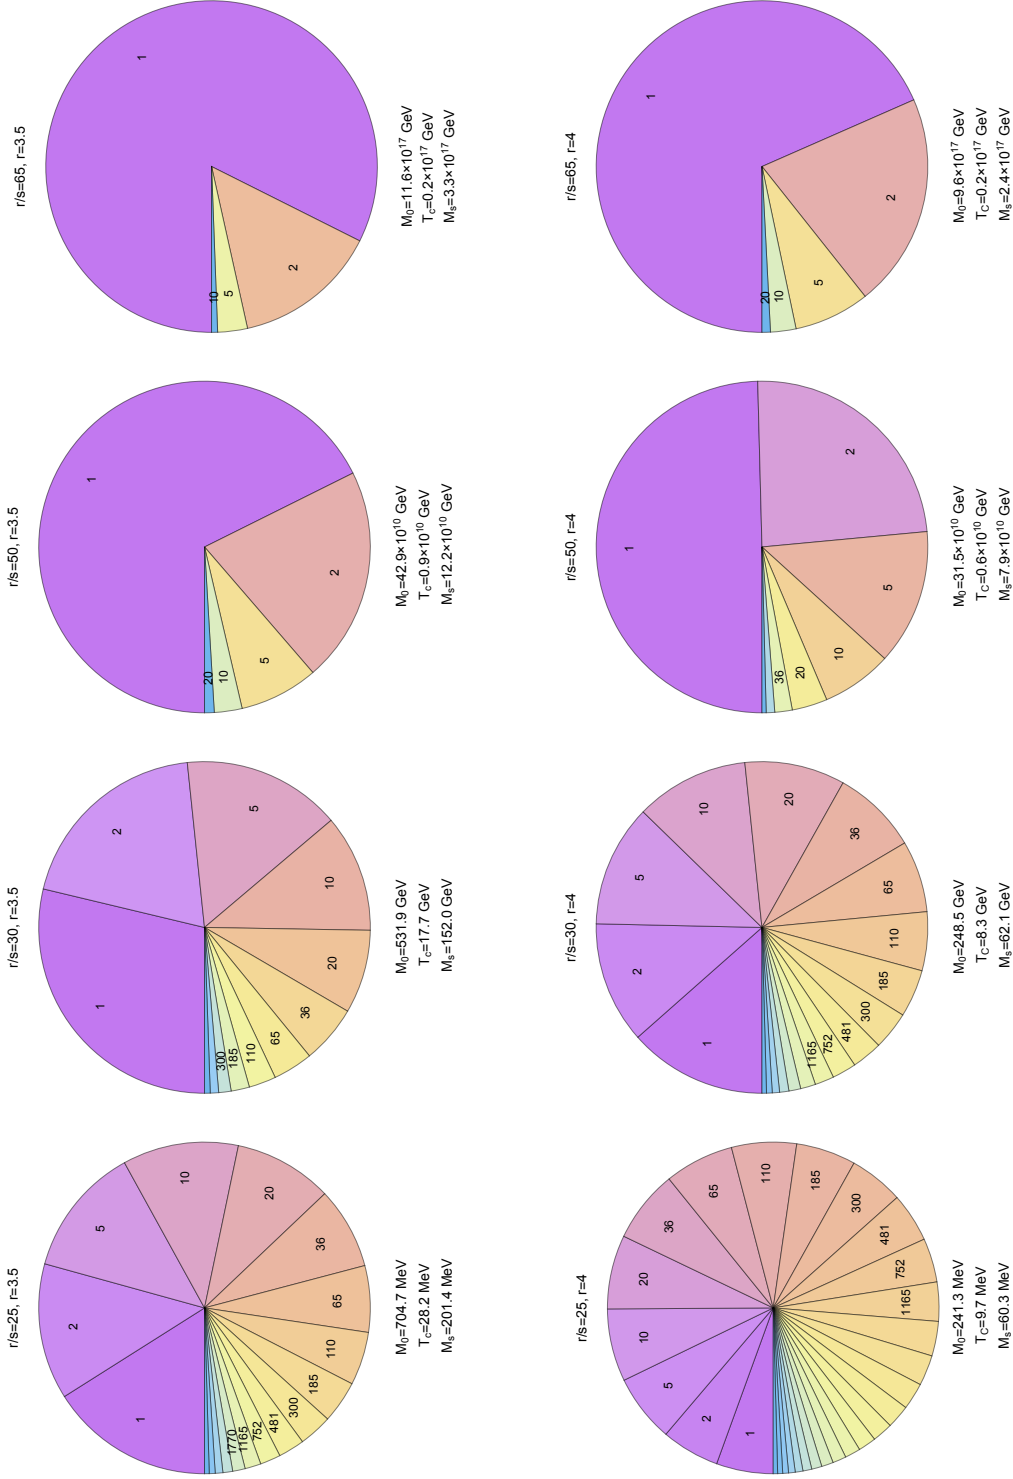 r/s=25, r=3.5
1
2
5
10
20
36
65
110
185
300
481
752
1165
1770
M₀=704.7 MeV
T_C=28.2 MeV
Mₛ=201.4 MeV
r/s=30, r=3.5
1
2
5
10
20
36
65
110
185
300
M₀=531.9 GeV
T_C=17.7 GeV
Mₛ=152.0 GeV
r/s=50, r=3.5
1
2
5
10
20
M₀=42.9×10¹⁰ GeV
T_C=0.9×10¹⁰ GeV
Mₛ=12.2×10¹⁰ GeV
r/s=65, r=3.5
1
2
5
10
M₀=11.6×10¹⁷ GeV
T_C=0.2×10¹⁷ GeV
Mₛ=3.3×10¹⁷ GeV
r/s=25, r=4
1
2
5
10
20
36
65
110
185
300
481
752
1165
M₀=241.3 MeV
T_C=9.7 MeV
Mₛ=60.3 MeV
r/s=30, r=4
1
2
5
10
20
36
65
110
185
300
481
752
1165
M₀=248.5 GeV
T_C=8.3 GeV
Mₛ=62.1 GeV
r/s=50, r=4
1
2
5
10
20
36
M₀=31.5×10¹⁰ GeV
T_C=0.6×10¹⁰ GeV
Mₛ=7.9×10¹⁰ GeV
r/s=65, r=4
1
2
5
10
20
M₀=9.6×10¹⁷ GeV
T_C=0.2×10¹⁷ GeV
Mₛ=2.4×10¹⁷ GeV